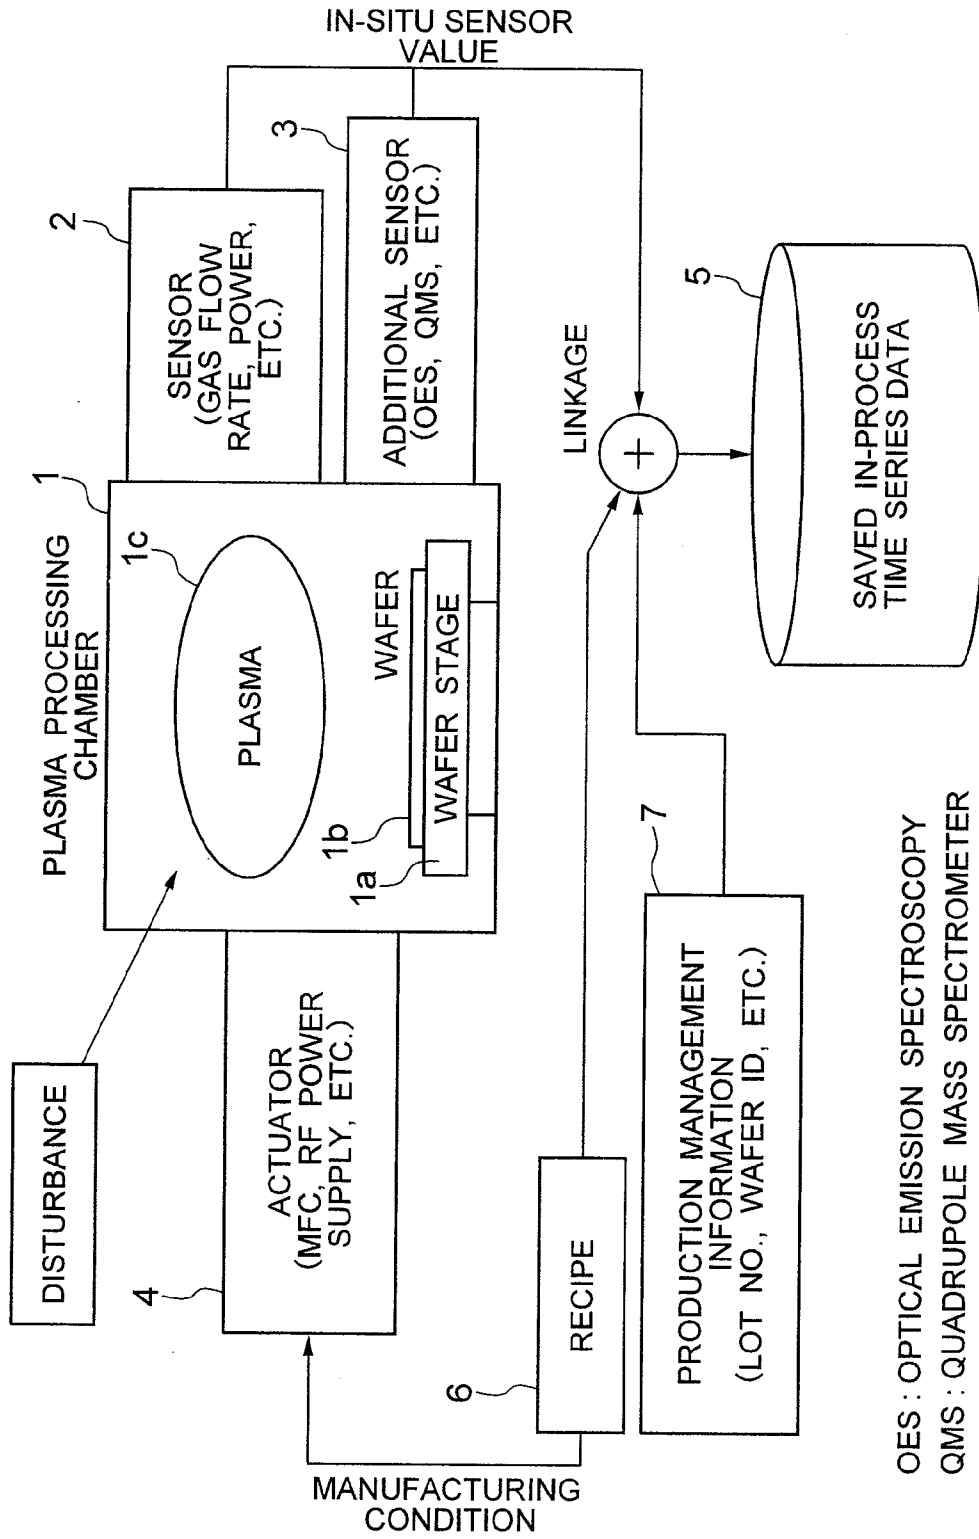 DISTURBANCE
PLASMA PROCESSING
CHAMBER
1
1c
PLASMA
WAFER
1b
1a
WAFER STAGE
2
SENSOR
(GAS FLOW
RATE, POWER,
ETC.)
3
ADDITIONAL SENSOR
(OES, QMS, ETC.)
IN-SITU SENSOR
VALUE
4
ACTUATOR
(MFC, RF POWER
SUPPLY, ETC.)
MANUFACTURING
CONDITION
6
RECIPE
7
PRODUCTION MANAGEMENT
INFORMATION
(LOT NO., WAFER ID, ETC.)
LINKAGE
+
5
SAVED IN-PROCESS
TIME SERIES DATA
OES : OPTICAL EMISSION SPECTROSCOPY
QMS : QUADRUPOLE MASS SPECTROMETER